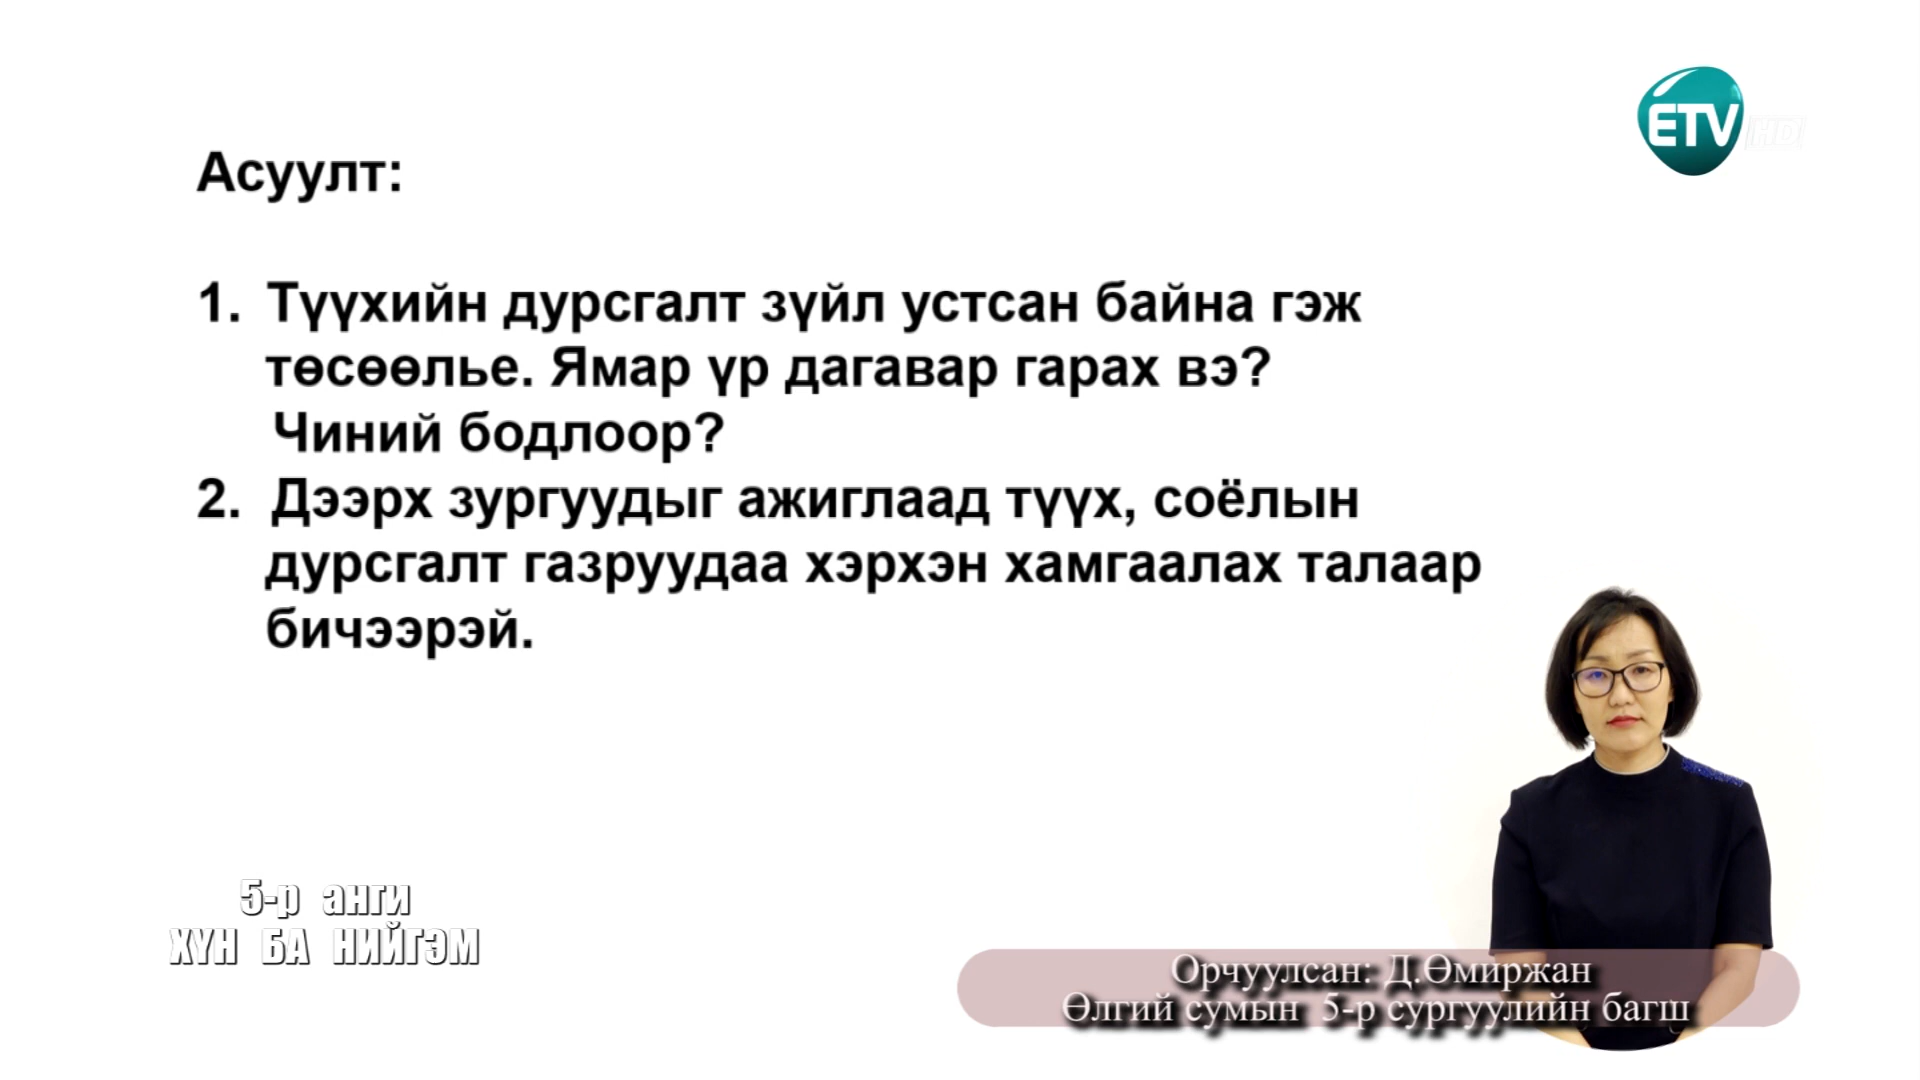 ETV HD
Асуулт:
1. Түүхийн дурсгалт зүйл устсан байна гэж
төсөөлье. Ямар үр дагавар гарах вэ?
Чиний бодлоор?
2. Дээрх зургуудыг ажиглаад түүх, соёлын
дурсгалт газруудаа хэрхэн хамгаалах талаар
бичээрэй.
5-р анги
ХҮН БА НИЙГЭМ
Орчуулсан: Д.Өмиржан
Өлгий сумын 5-р сургуулийн багш